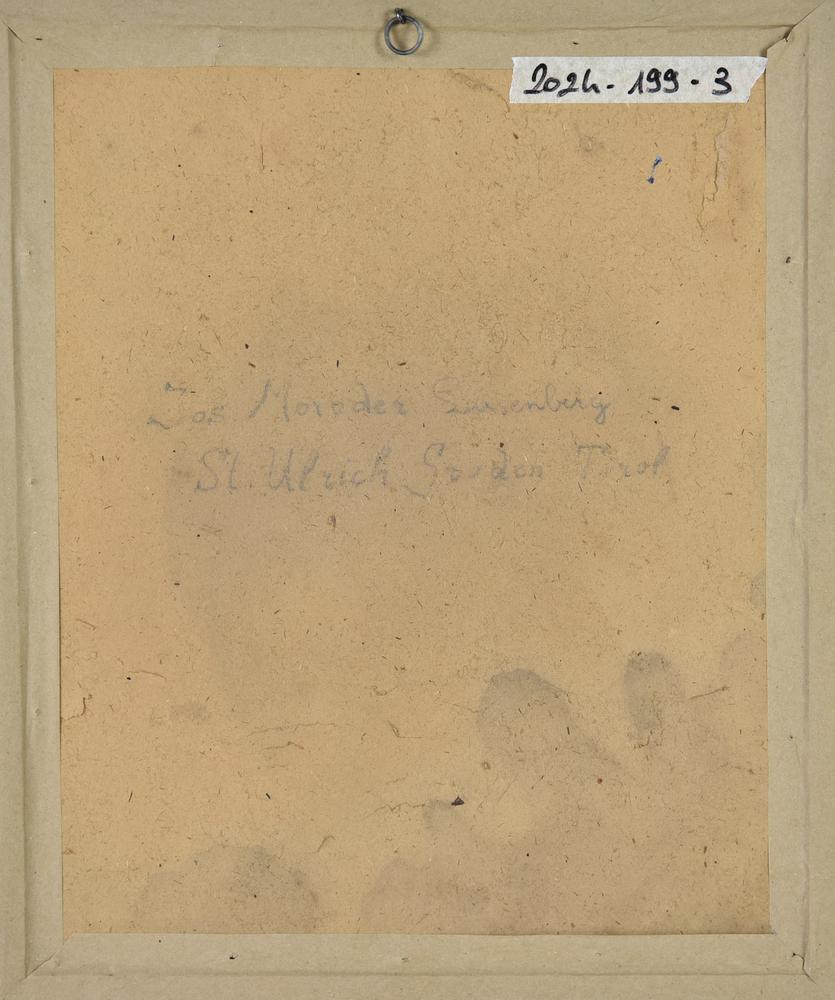 2024-199-3
Jos Moroder Lusenberg
St. Ulrich Gröden Tirol